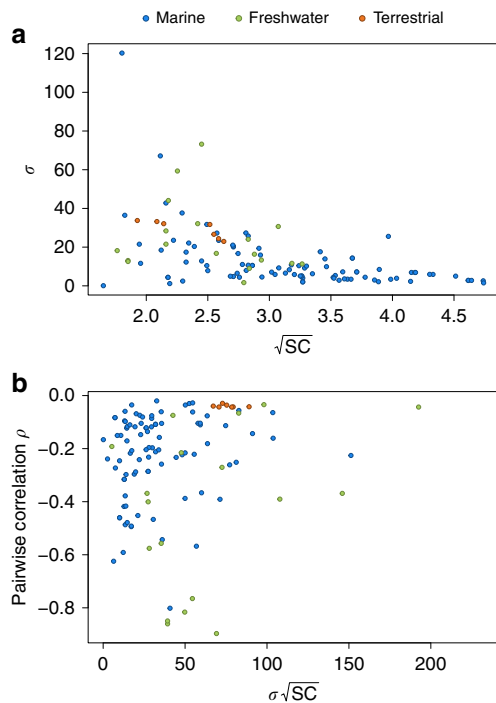 Marine Freshwater Terrestrial
a
120
100
80
60
40
20
0
σ
2.0 2.5 3.0 3.5 4.0 4.5
√SC
b
0.0
−0.2
−0.4
−0.6
−0.8
Pairwise correlation ρ
0 50 100 150 200
σ√SC